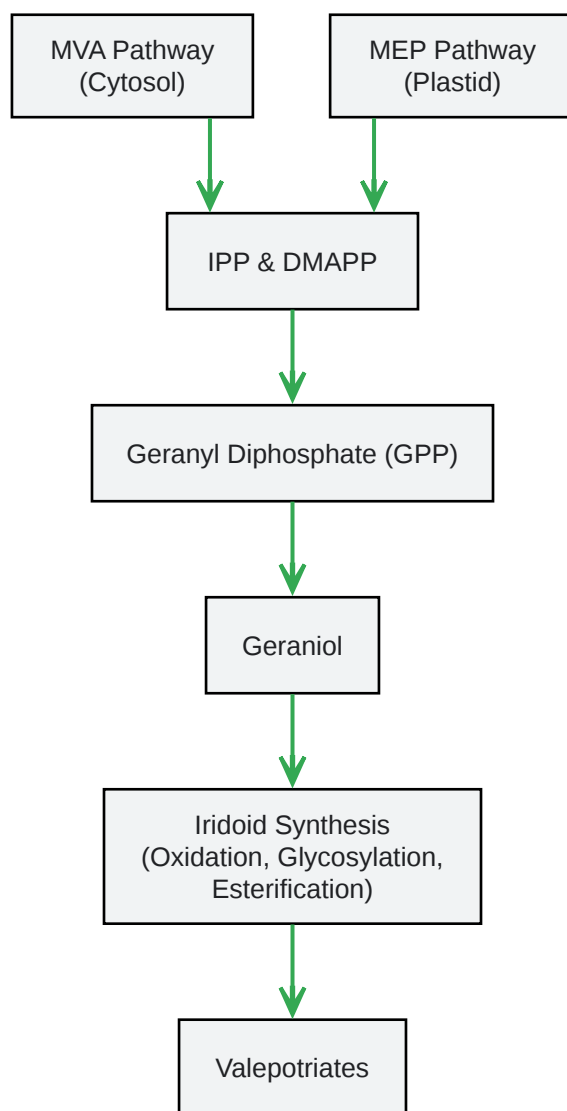 MVA Pathway
(Cytosol)
MEP Pathway
(Plastid)
IPP & DMAPP
Geranyl Diphosphate (GPP)
Geraniol
Iridoid Synthesis
(Oxidation, Glycosylation,
Esterification)
Valepotriates